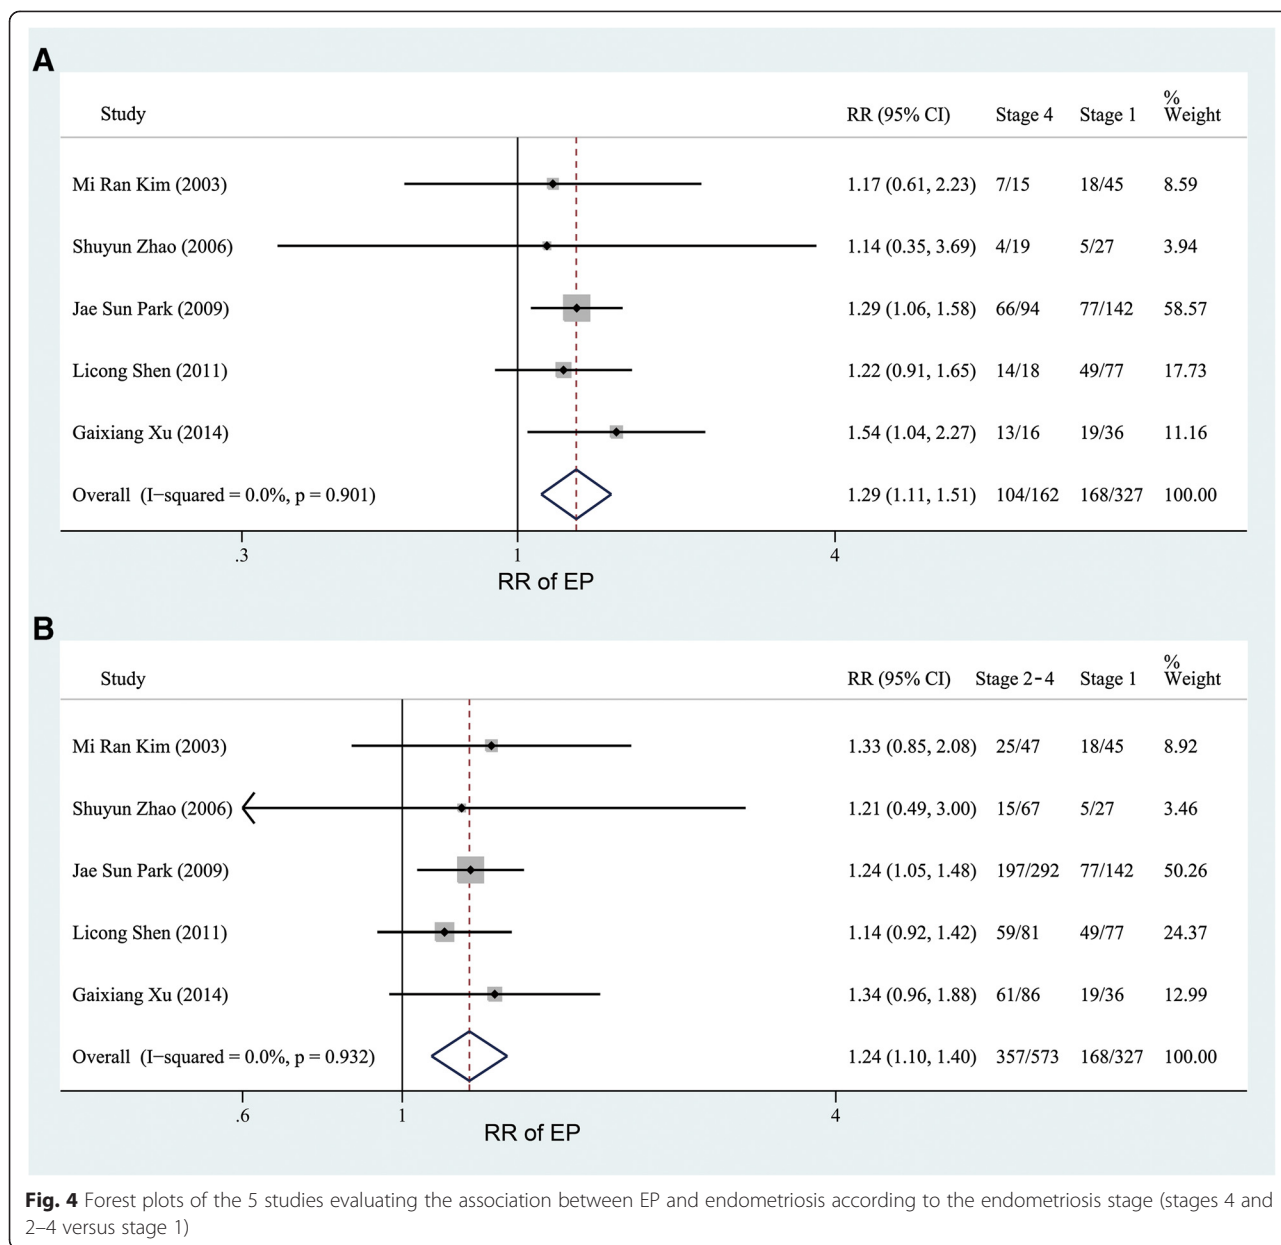 A
Study RR (95% CI) Stage 4 Stage 1 % Weight
Mi Ran Kim (2003) 1.17 (0.61, 2.23) 7/15 18/45 8.59
Shuyun Zhao (2006) 1.14 (0.35, 3.69) 4/19 5/27 3.94
Jae Sun Park (2009) 1.29 (1.06, 1.58) 66/94 77/142 58.57
Licong Shen (2011) 1.22 (0.91, 1.65) 14/18 49/77 17.73
Gaixiang Xu (2014) 1.54 (1.04, 2.27) 13/16 19/36 11.16
Overall (I−squared = 0.0%, p = 0.901) 1.29 (1.11, 1.51) 104/162 168/327 100.00
.3 1 4
RR of EP
B
Study RR (95% CI) Stage 2-4 Stage 1 % Weight
Mi Ran Kim (2003) 1.33 (0.85, 2.08) 25/47 18/45 8.92
Shuyun Zhao (2006) 1.21 (0.49, 3.00) 15/67 5/27 3.46
Jae Sun Park (2009) 1.24 (1.05, 1.48) 197/292 77/142 50.26
Licong Shen (2011) 1.14 (0.92, 1.42) 59/81 49/77 24.37
Gaixiang Xu (2014) 1.34 (0.96, 1.88) 61/86 19/36 12.99
Overall (I−squared = 0.0%, p = 0.932) 1.24 (1.10, 1.40) 357/573 168/327 100.00
.6 1 4
RR of EP
Fig. 4 Forest plots of the 5 studies evaluating the association between EP and endometriosis according to the endometriosis stage (stages 4 and
2–4 versus stage 1)